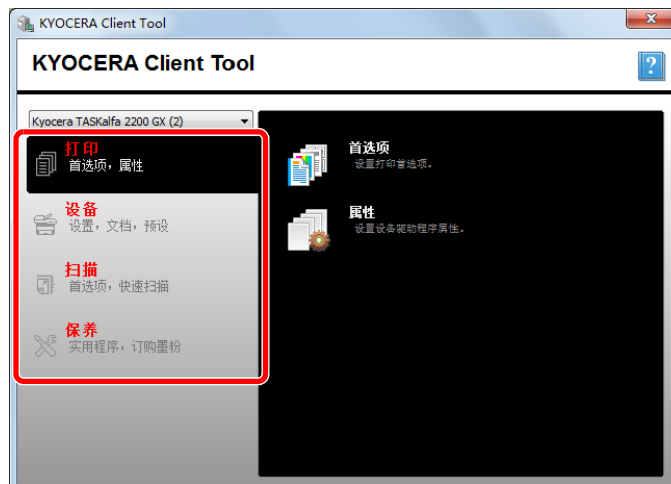 KYOCERA Client Tool
KYOCERA Client Tool
?
Kyocera TASKalfa 2200 GX (2)
打印
首选项，属性
设备
设置，文档，预设
扫描
首选项，快速扫描
保养
实用程序，订购墨粉
首选项
设置打印首选项。
属性
设置设备驱动程序属性。